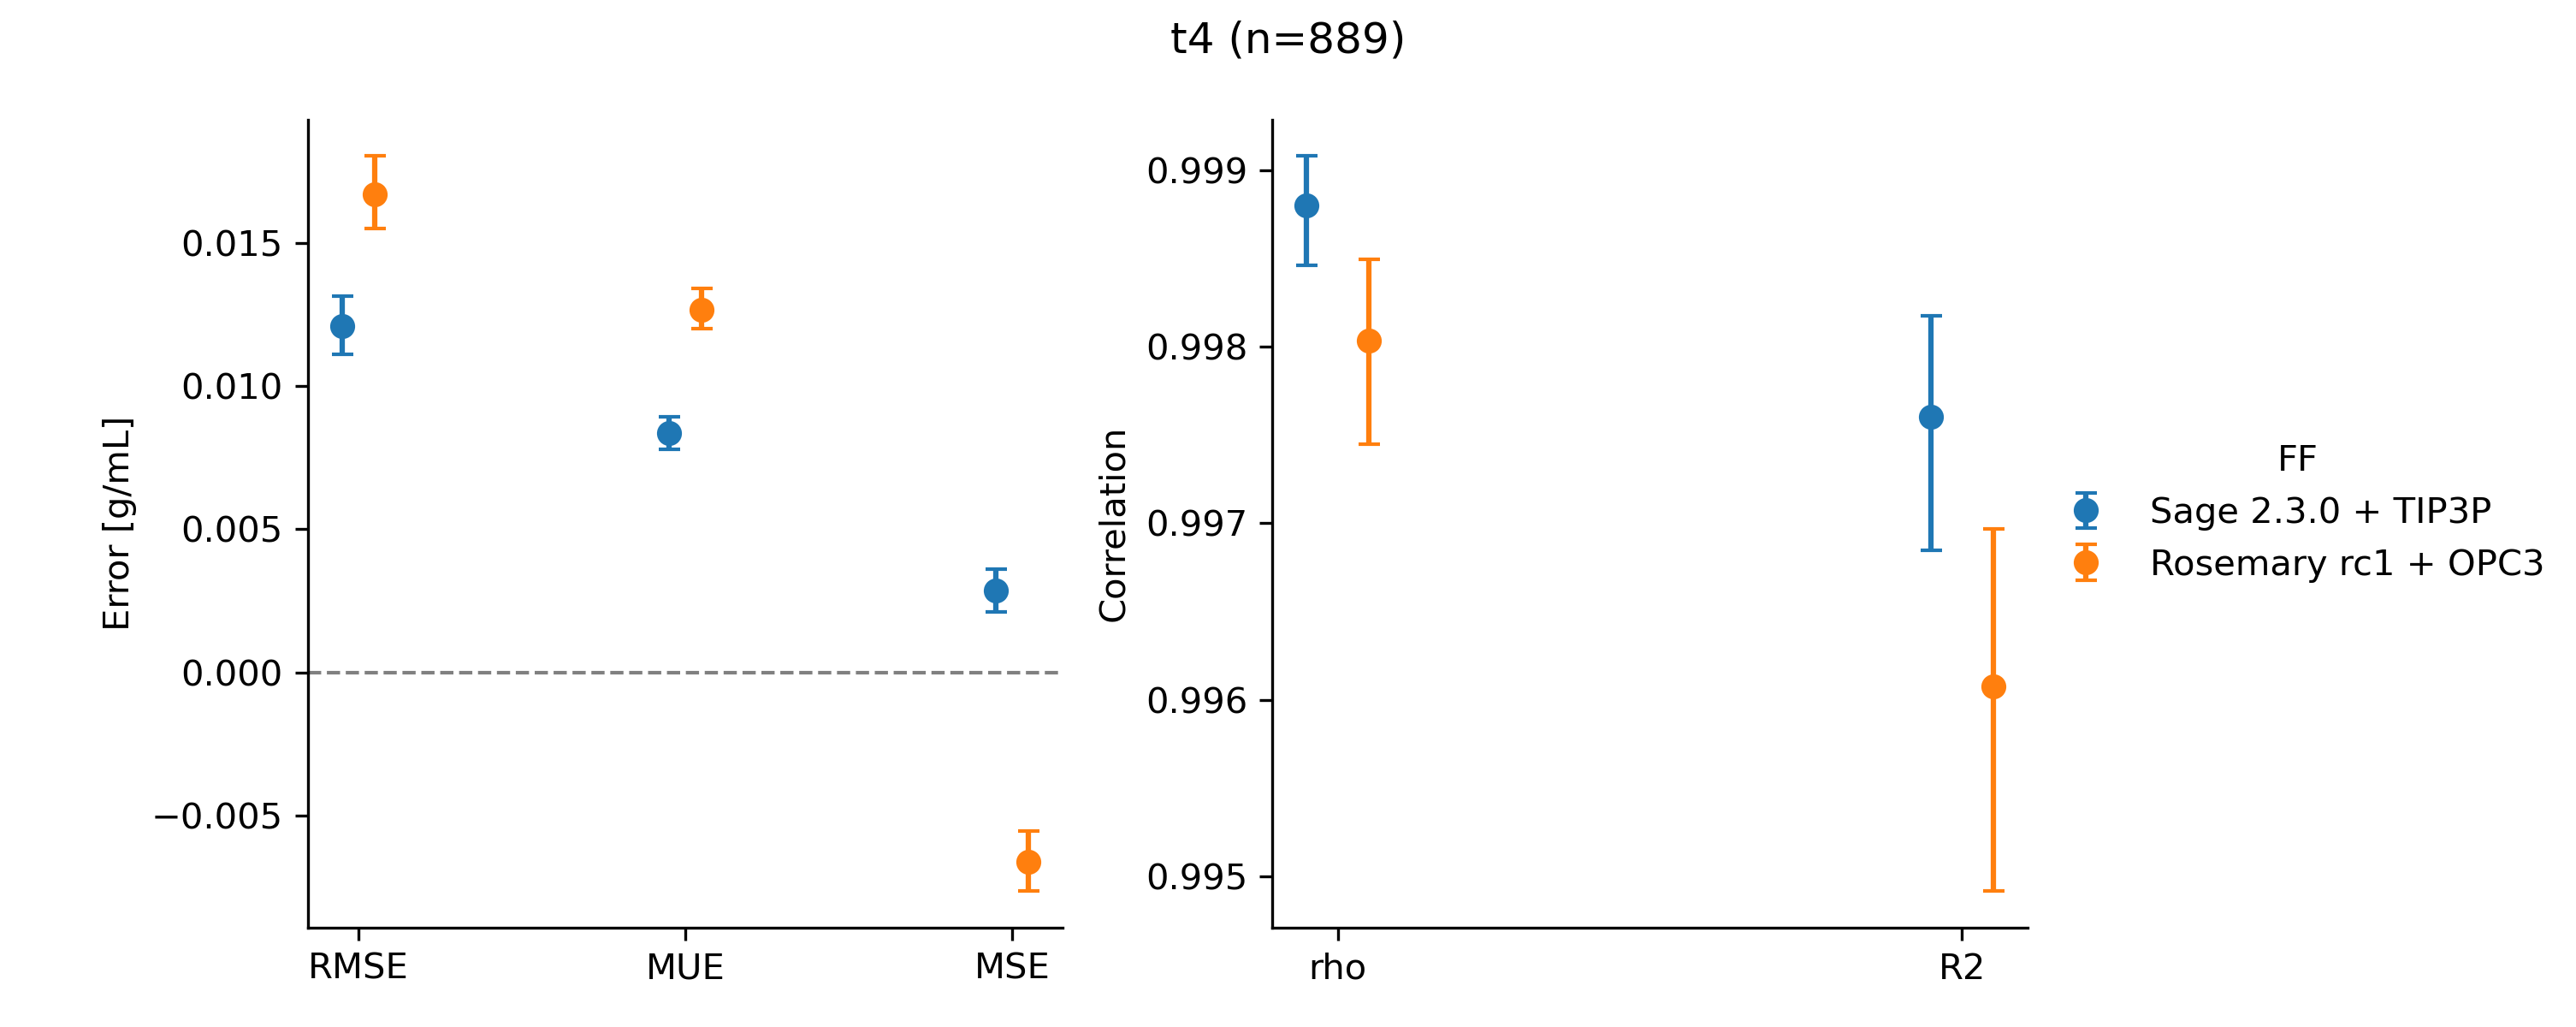 t4 (n=889)
Error [g/mL]
0.015
0.010
0.005
0.000
−0.005
RMSE
MUE
MSE
Correlation
0.999
0.998
0.997
0.996
0.995
rho
R2
FF
Sage 2.3.0 + TIP3P
Rosemary rc1 + OPC3